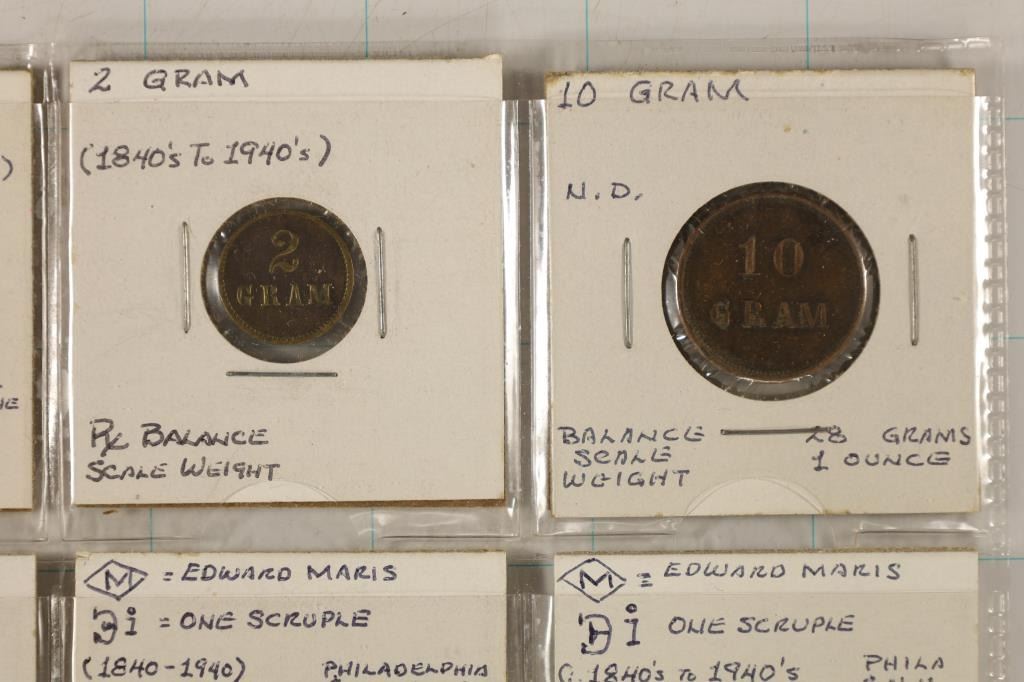 2 GRAM
(1840's To 1940's)
2
GRAM
BALANCE
SCALE WEIGHT
10 GRAM
N.D.
10
GRAM
BALANCE
SCALE
WEIGHT
28 GRAMS
1 OUNCE
)
M = EDWARD MARIS
℈i = ONE SCRUPLE
(1840-1940) PHILADELPHIA
M = EDWARD MARIS
℈i ONE SCRUPLE
(1840's To 1940's PHILA